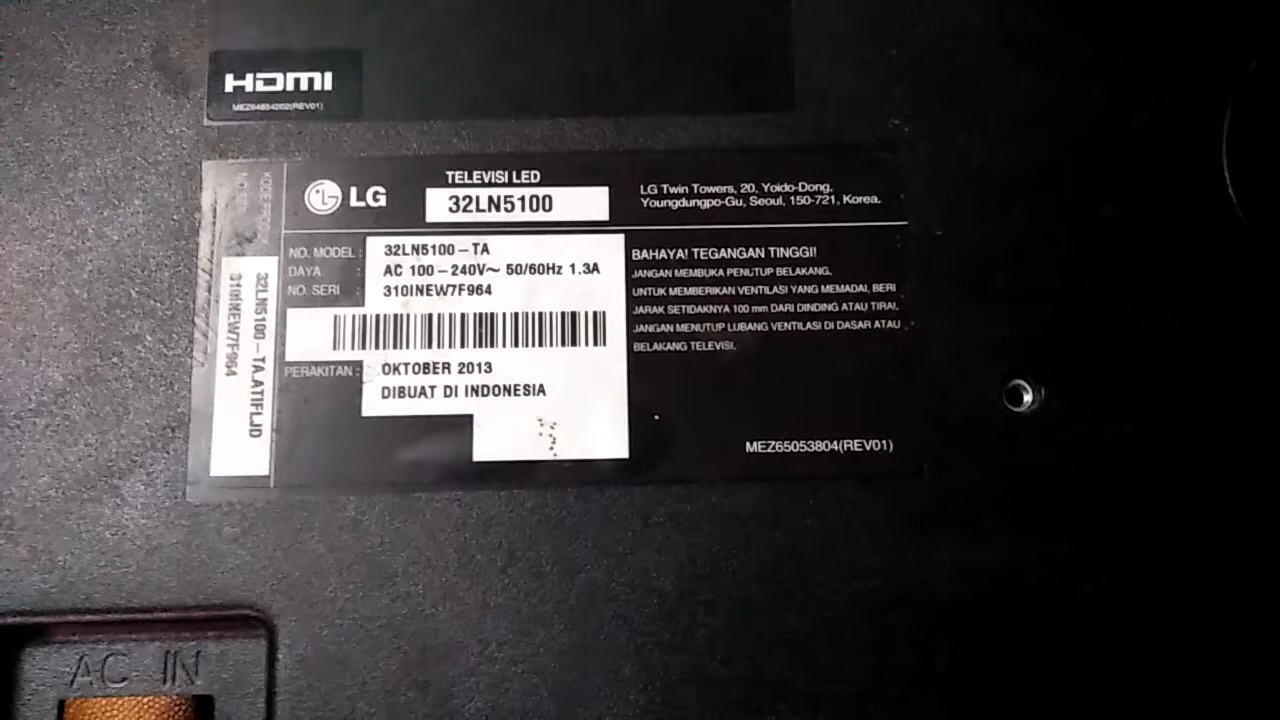 HDMI
MEZ64854202(REV01)
LG
TELEVISI LED
32LN5100
LG Twin Towers, 20, Yoido-Dong,
Youngdungpo-Gu, Seoul, 150-721, Korea.
NO. MODEL : 32LN5100-TA
DAYA : AC 100-240V~ 50/60Hz 1.3A
NO. SERI : 310INEW7F964
PERAKITAN : OKTOBER 2013
DIBUAT DI INDONESIA
BAHAYA! TEGANGAN TINGGI!
JANGAN MEMBUKA PENUTUP BELAKANG.
UNTUK MEMBERIKAN VENTILASI YANG MEMADAI, BERI
JARAK SETIDAKNYA 100 mm DARI DINDING ATAU TIRAI.
JANGAN MENUTUP LUBANG VENTILASI DI DASAR ATAU
BELAKANG TELEVISI.
MEZ65053804(REV01)
KODE
32LN5100-TA.ATIFLJD
310INEW7F964
AC IN